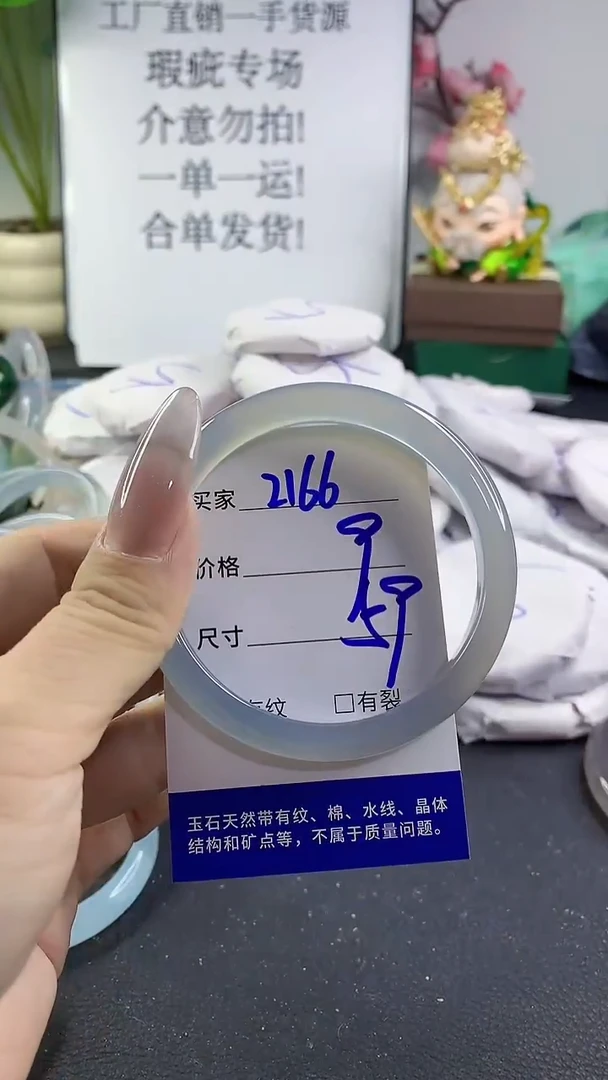 工厂直销一手货源
瑕疵专场
介意勿拍!
一单一运!
合单发货!
买家 2166
价格
尺寸
有纹 □有裂
玉石天然带有纹、棉、水线、晶体
结构和矿点等，不属于质量问题。